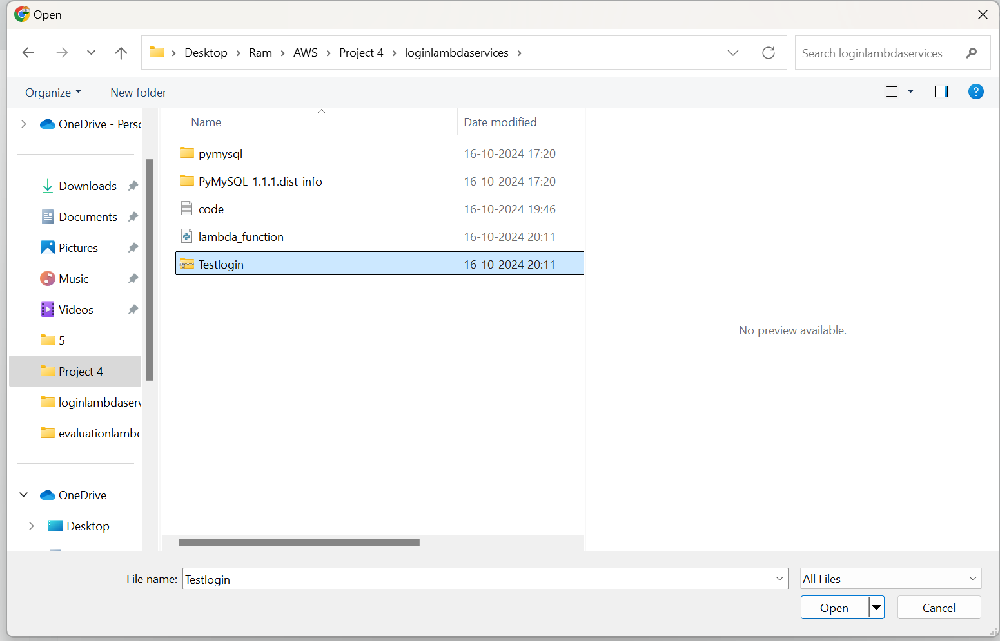 Open
Desktop > Ram > AWS > Project 4 > loginlambdaservices >
Search loginlambdaservices
Organize
New folder
?
OneDrive - Perso
Downloads
Documents
Pictures
Music
Videos
5
Project 4
loginlambdaserv
evaluationlambd
OneDrive
Desktop
Name Date modified
pymysql 16-10-2024 17:20
PyMySQL-1.1.1.dist-info 16-10-2024 17:20
code 16-10-2024 19:46
lambda_function 16-10-2024 20:11
Testlogin 16-10-2024 20:11
No preview available.
File name: Testlogin
All Files
Open
Cancel